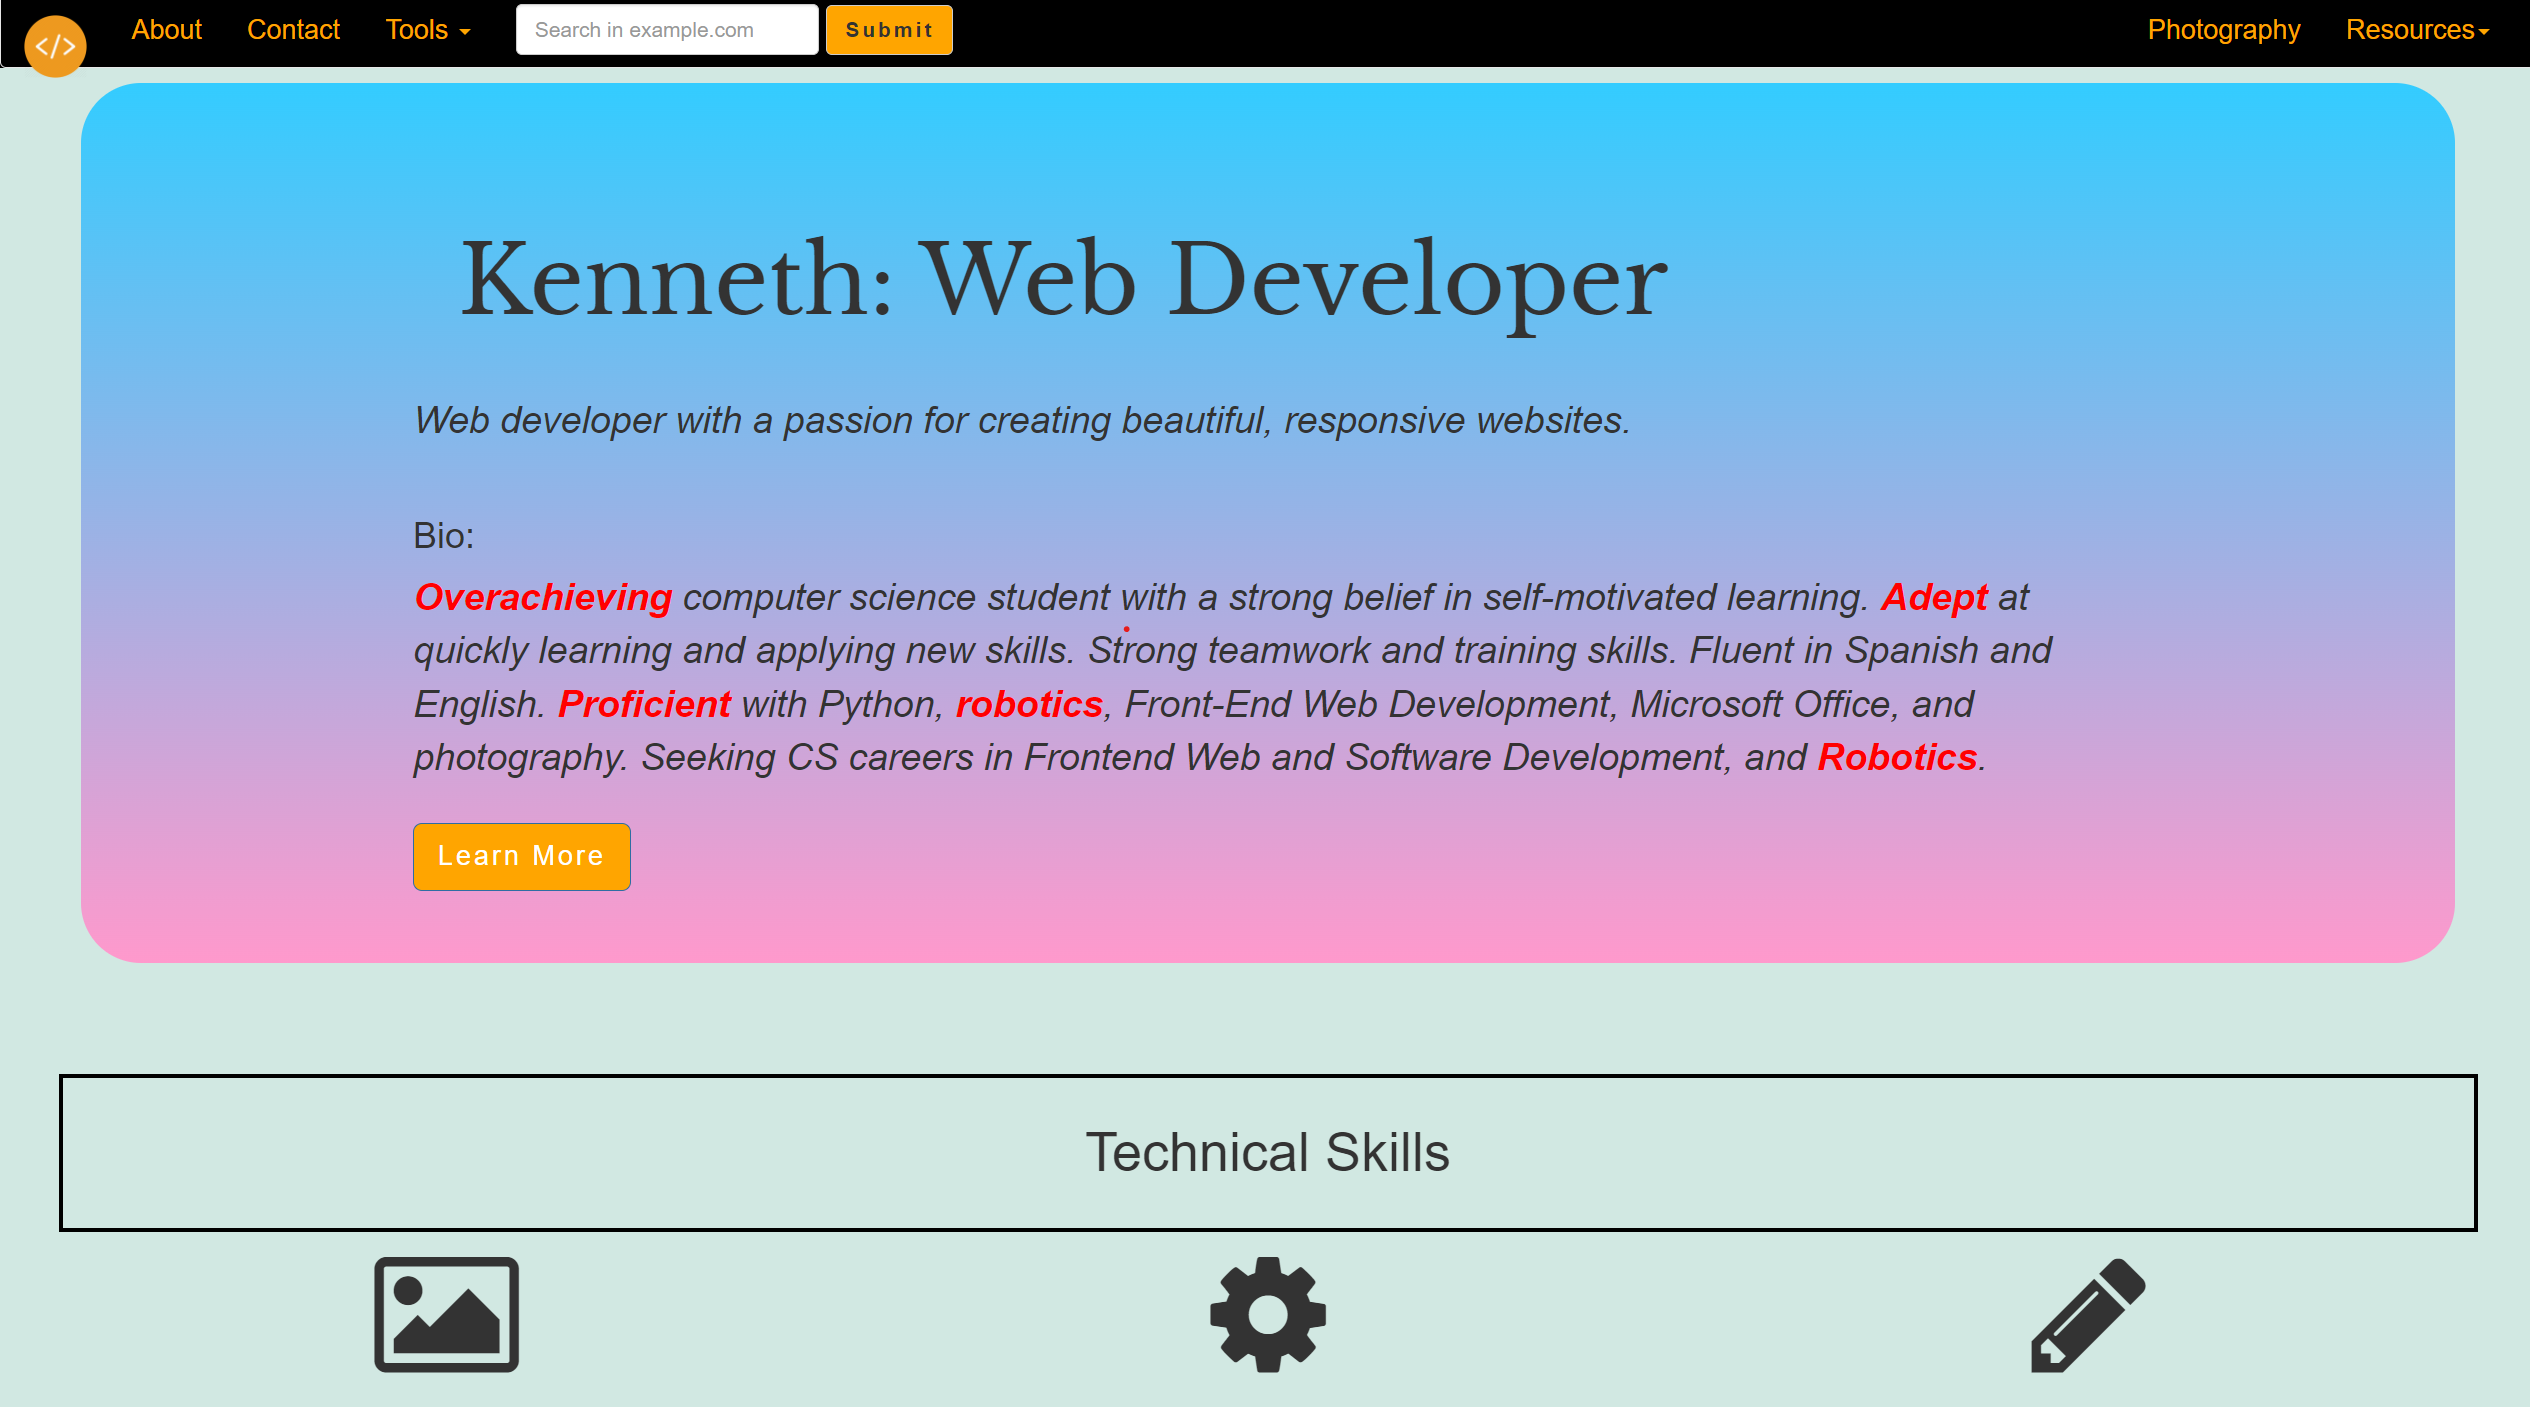 </> About Contact Tools Search in example.com Submit Photography Resources
Kenneth: Web Developer
Web developer with a passion for creating beautiful, responsive websites.
Bio:
Overachieving computer science student with a strong belief in self-motivated learning. Adept at
quickly learning and applying new skills. Strong teamwork and training skills. Fluent in Spanish and
English. Proficient with Python, robotics, Front-End Web Development, Microsoft Office, and
photography. Seeking CS careers in Frontend Web and Software Development, and Robotics.
Learn More
Technical Skills